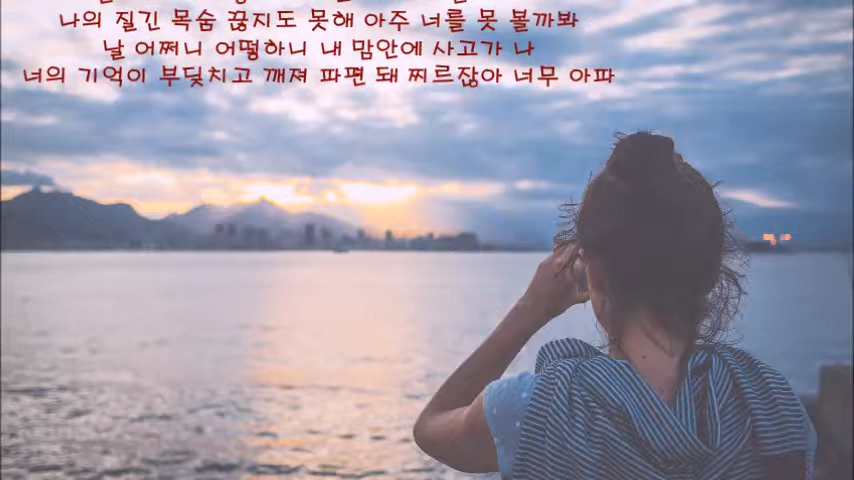 나의 질긴 목숨 끊지도 못해 아주 너를 못 볼까봐
날 어쩌니 어떻하니 내 맘안에 사고가 나
너의 기억이 부딪치고 깨져 파편 돼 찌르잖아 너무 아파